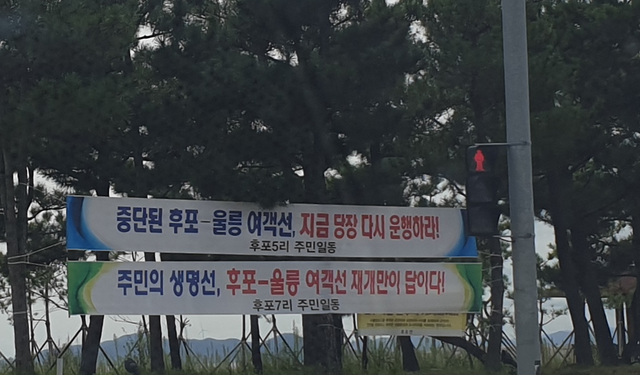 중단된 후포-울릉 여객선, 지금 당장 다시 운행하라!
후포5리 주민일동
주민의 생명선, 후포-울릉 여객선 재개만이 답이다!
후포7리 주민일동